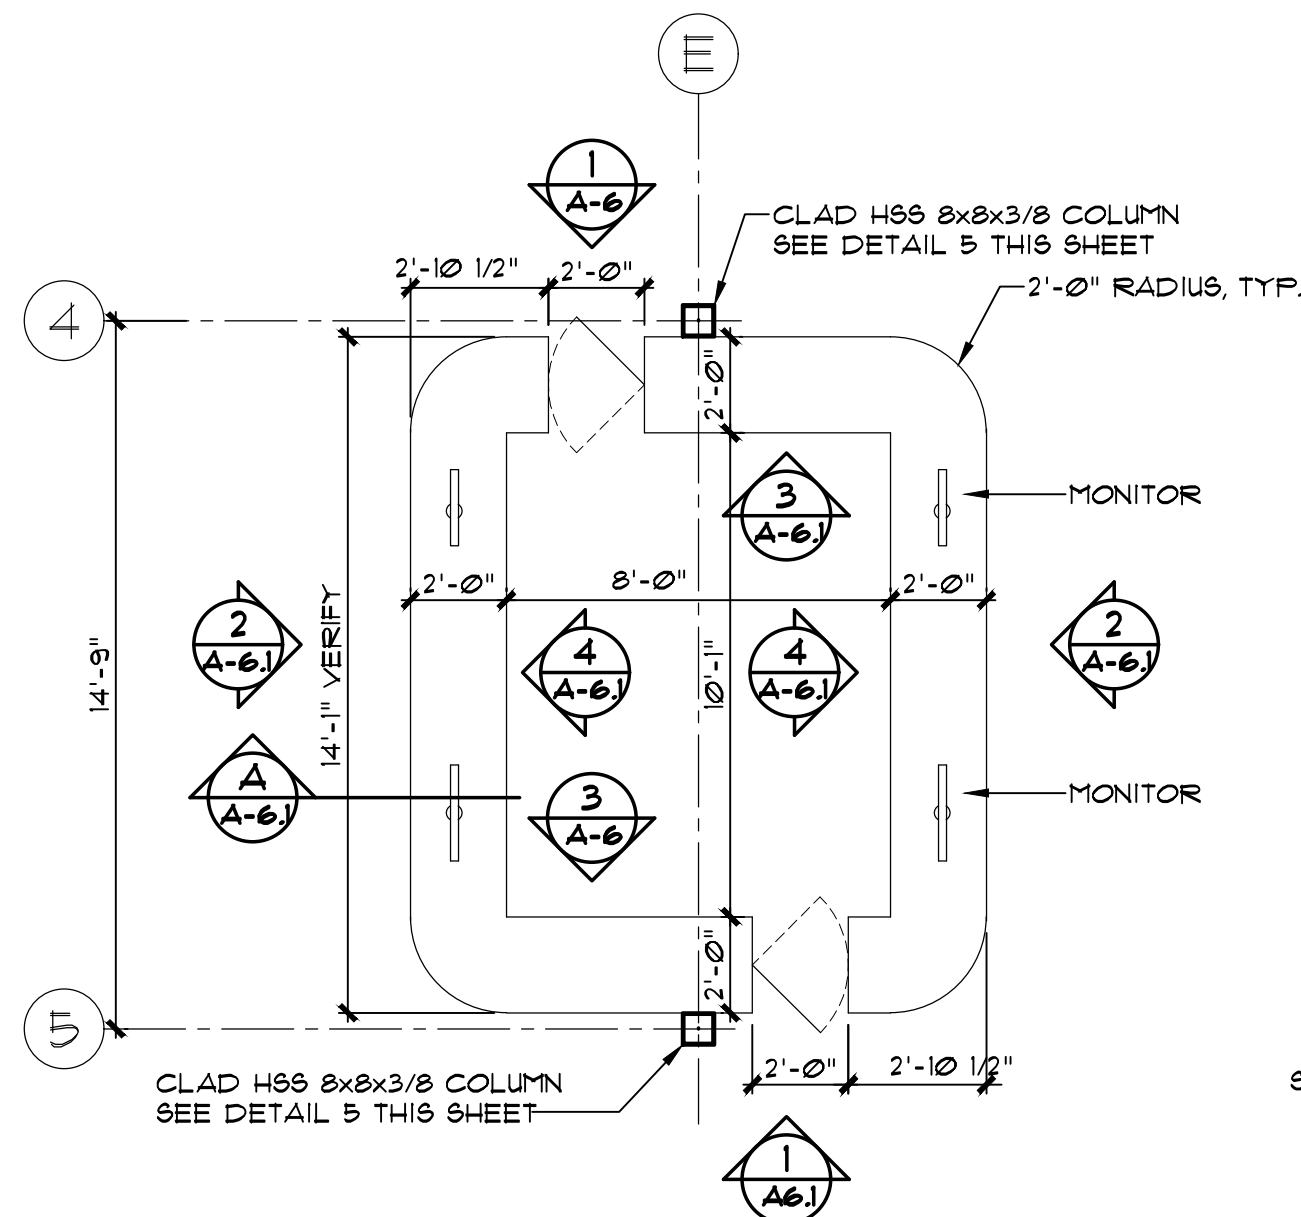 E
1
A-6
CLAD HSS 8x8x3/8 COLUMN
SEE DETAIL 5 THIS SHEET
2'-10 1/2"
2'-0"
2'-0" RADIUS, TYP.
4
2'-0"
3
A-6.1
MONITOR
2'-0"
8'-0"
2'-0"
14'-9"
2
A-6.1
14'-1" VERIFY
4
A-6.1
10'-1"
4
A-6.1
2
A-6.1
A
A-6.1
3
A-6
MONITOR
2'-0"
5
CLAD HSS 8x8x3/8 COLUMN
SEE DETAIL 5 THIS SHEET
2'-0"
2'-10 1/2"
1
A6.1